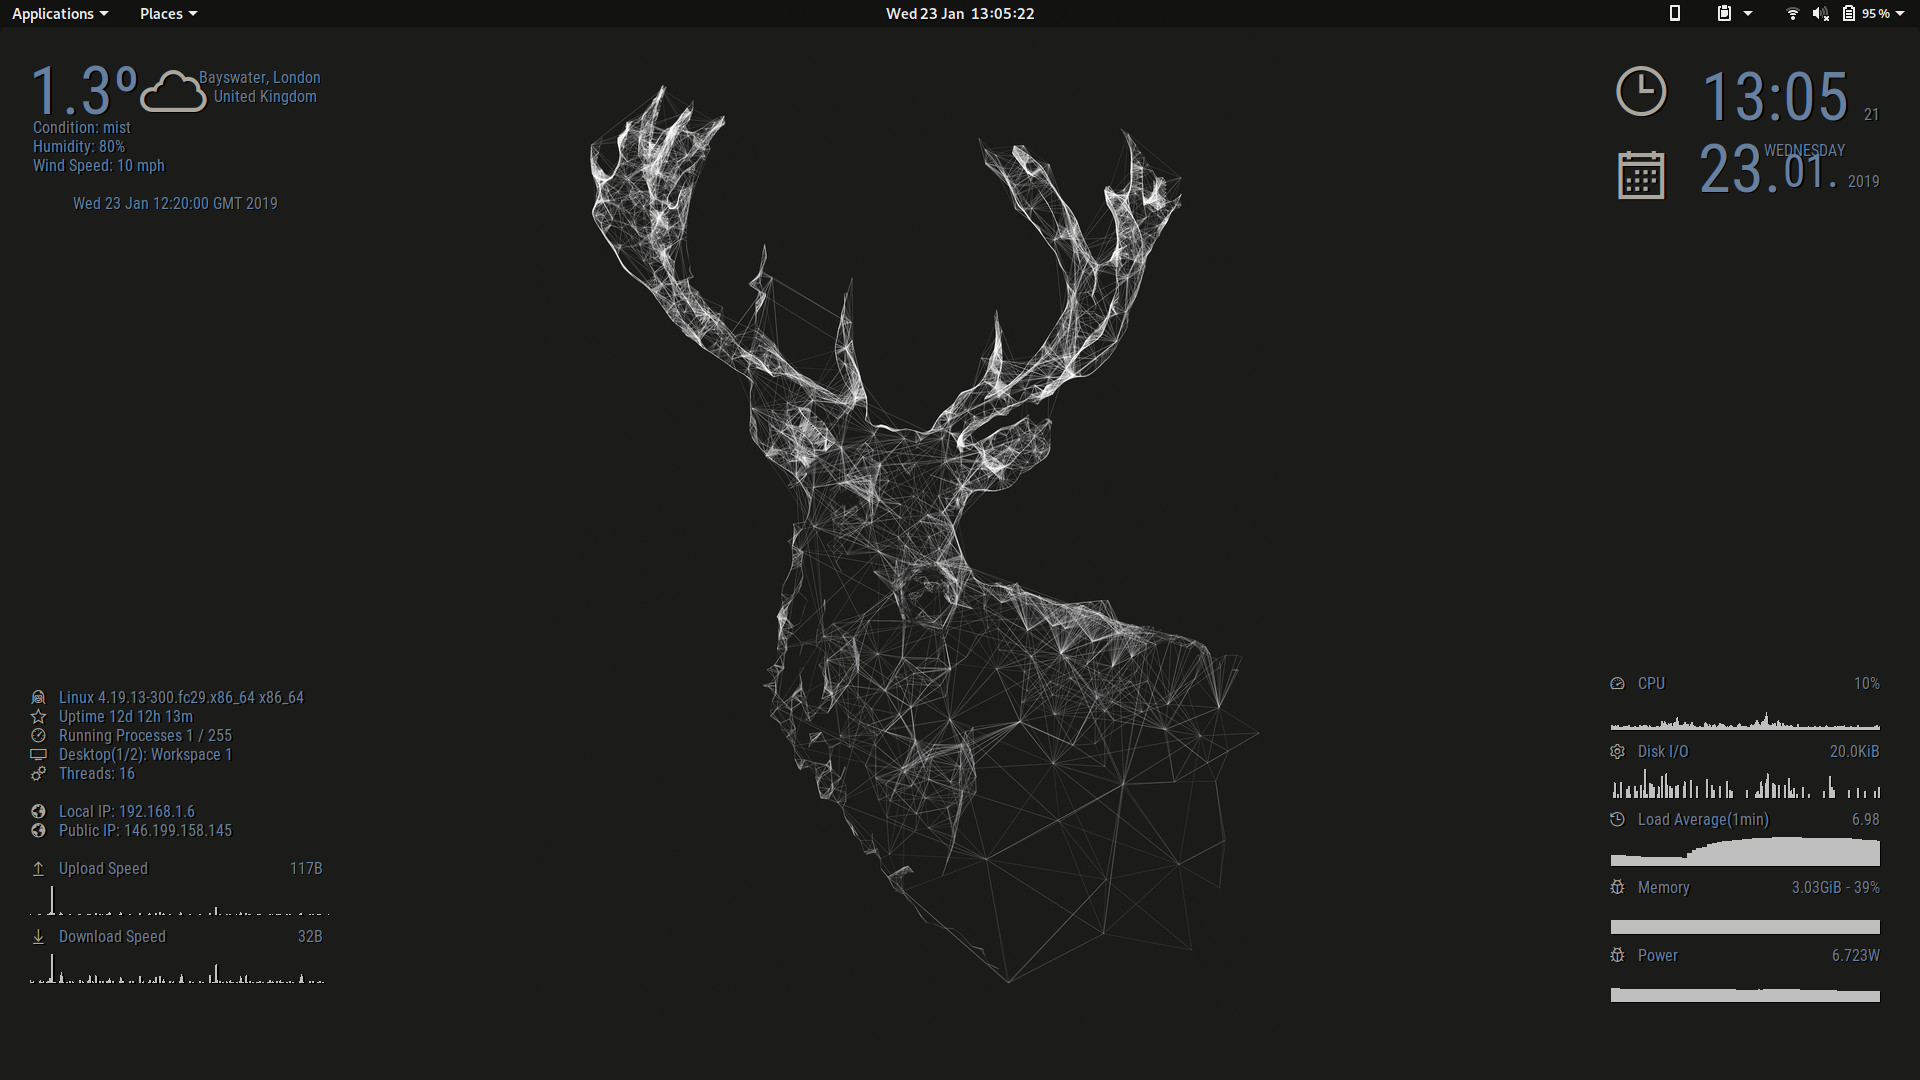 Applications Places Wed 23 Jan 13:05:22 95 %
1.3º Bayswater, London
United Kingdom
Condition: mist
Humidity: 80%
Wind Speed: 10 mph
Wed 23 Jan 12:20:00 GMT 2019
13:05 21
WEDNESDAY
23.01. 2019
Linux 4.19.13-300.fc29.x86_64 x86_64
Uptime 12d 12h 13m
Running Processes 1 / 255
Desktop(1/2): Workspace 1
Threads: 16
Local IP: 192.168.1.6
Public IP: 146.199.158.145
Upload Speed 117B
Download Speed 32B
CPU 10%
Disk I/O 20.0KiB
Load Average(1min) 6.98
Memory 3.03GiB - 39%
Power 6.723W